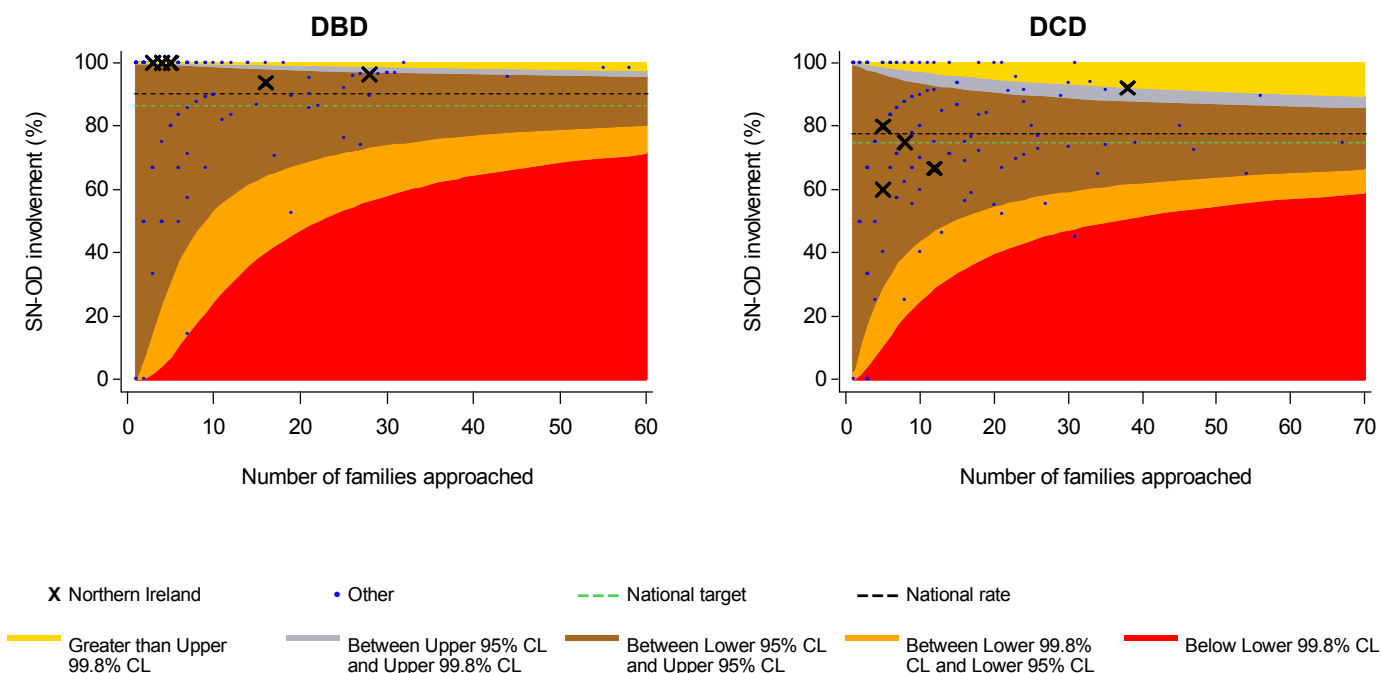 DBD
DCD
SN-OD involvement (%)
100
80
60
40
20
0
0 10 20 30 40 50 60
Number of families approached
SN-OD involvement (%)
100
80
60
40
20
0
0 10 20 30 40 50 60 70
Number of families approached
X Northern Ireland
Other
National target
National rate
Greater than Upper
99.8% CL
Between Upper 95% CL
and Upper 99.8% CL
Between Lower 95% CL
and Upper 95% CL
Between Lower 99.8%
CL and Lower 95% CL
Below Lower 99.8% CL